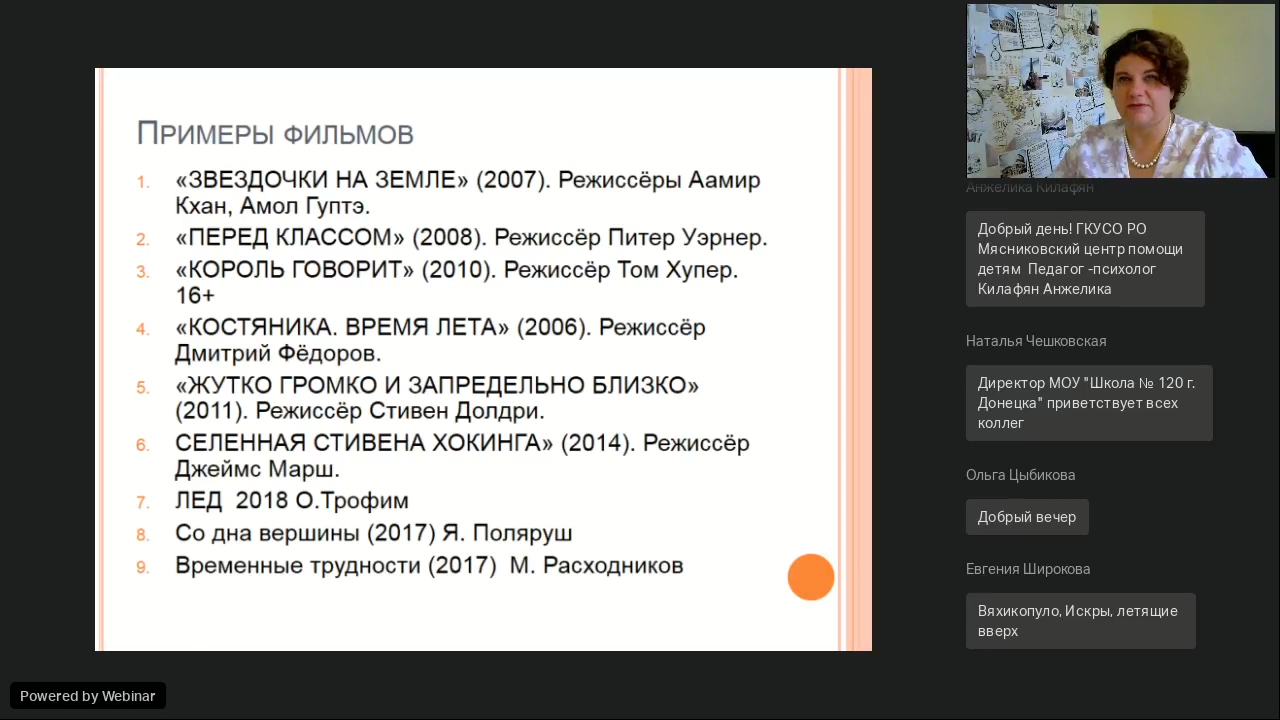 ПРИМЕРЫ ФИЛЬМОВ
1. «ЗВЕЗДОЧКИ НА ЗЕМЛЕ» (2007). Режиссёры Аамир
Кхан, Амол Гуптэ.
2. «ПЕРЕД КЛАССОМ» (2008). Режиссёр Питер Уэрнер.
3. «КОРОЛЬ ГОВОРИТ» (2010). Режиссёр Том Хупер.
16+
4. «КОСТЯНИКА. ВРЕМЯ ЛЕТА» (2006). Режиссёр
Дмитрий Фёдоров.
5. «ЖУТКО ГРОМКО И ЗАПРЕДЕЛЬНО БЛИЗКО»
(2011). Режиссёр Стивен Долдри.
6. СЕЛЕННАЯ СТИВЕНА ХОКИНГА» (2014). Режиссёр
Джеймс Марш.
7. ЛЕД 2018 О.Трофим
8. Со дна вершины (2017) Я. Поляруш
9. Временные трудности (2017) М. Расходников
Анжелика Килафян
Добрый день! ГКУСО РО
Мясниковский центр помощи
детям Педагог -психолог
Килафян Анжелика
Наталья Чешковская
Директор МОУ "Школа № 120 г.
Донецка" приветствует всех
коллег
Ольга Цыбикова
Добрый вечер
Евгения Широкова
Вяхикопуло, Искры, летящие
вверх
Powered by Webinar